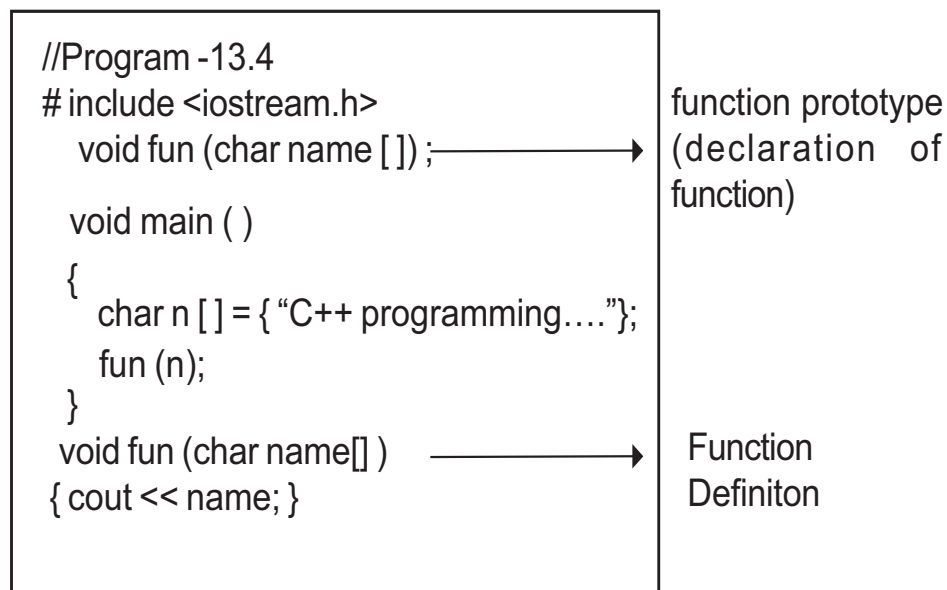 //Program -13.4
# include <iostream.h>
void fun (char name [ ]) ;
function prototype
(declaration of
function)
void main ( )
{
char n [ ] = { “C++ programming….”};
fun (n);
}
void fun (char name[] )
Function
Definiton
{ cout << name; }